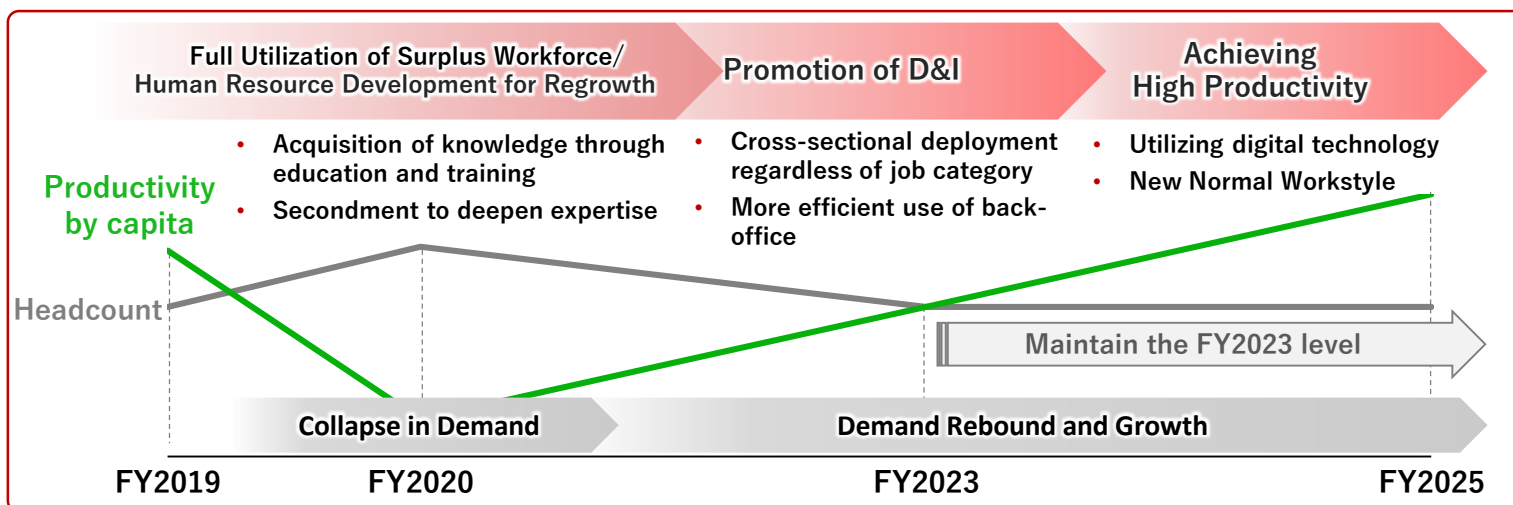 Full Utilization of Surplus Workforce/
Human Resource Development for Regrowth
Promotion of D&I
Achieving
High Productivity
• Acquisition of knowledge through
education and training
• Secondment to deepen expertise
• Cross-sectional deployment
regardless of job category
• More efficient use of back-
office
• Utilizing digital technology
• New Normal Workstyle
Productivity
by capita
Headcount
Maintain the FY2023 level
Collapse in Demand
Demand Rebound and Growth
FY2019
FY2020
FY2023
FY2025